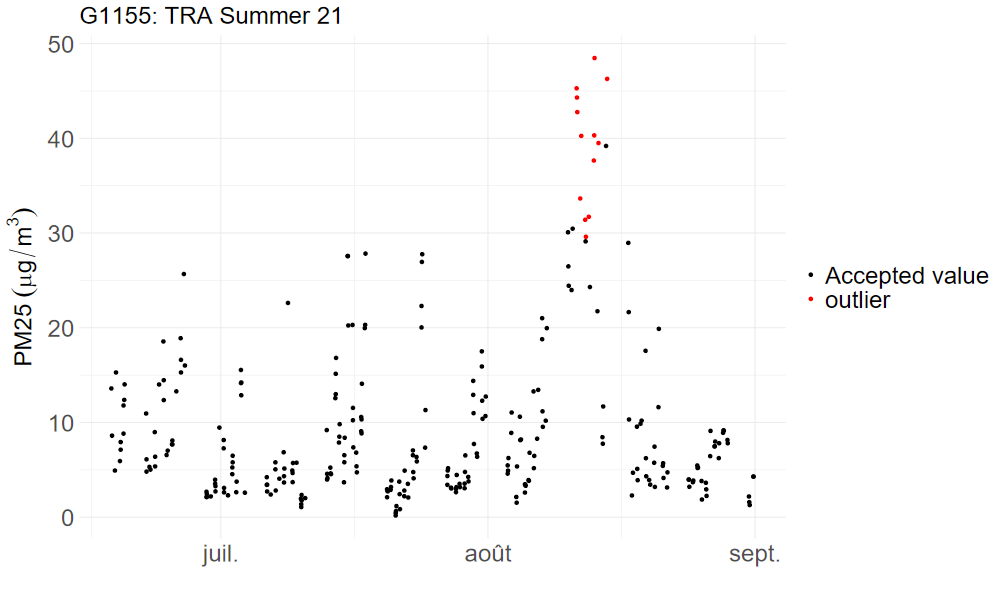 G1155: TRA Summer 21
50
40
30
20
10
0
PM25 (μg/m³)
juil.
août
sept.
Accepted value
outlier